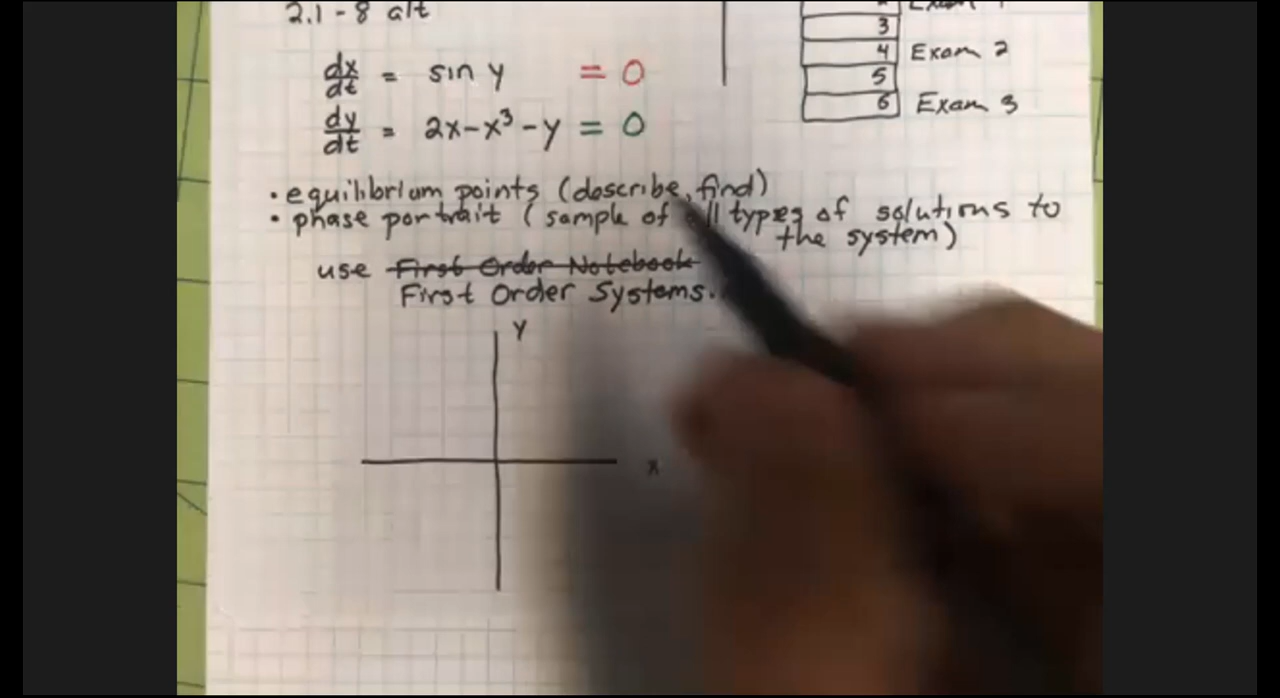 2.1 - 8 alt
dx/dt = sin y = 0
dy/dt = 2x-x³-y = 0
3
4 Exam 2
5
6 Exam 3
• equilibrium points (describe, find)
• phase portrait (sample of all types of solutions to
the system)
use First Order Notebook
First Order Systems.
y
x